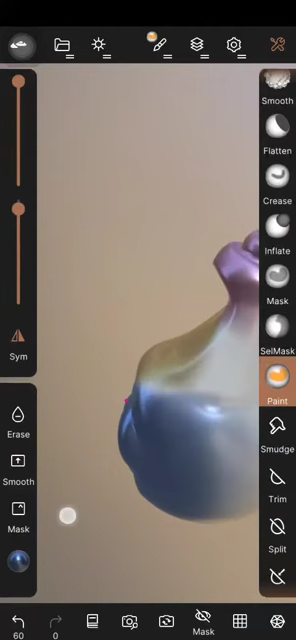 Smooth
Flatten
Crease
Inflate
Mask
SelMask
Paint
Smudge
Trim
Split
Sym
Erase
Smooth
Mask
60
0
Mask